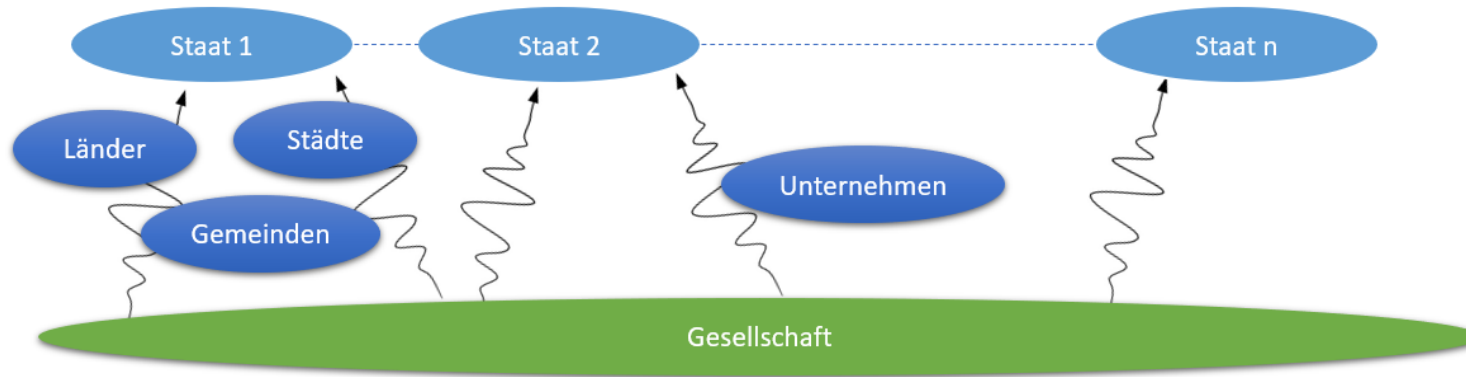 Staat 1
Staat 2
Staat n
Länder
Städte
Unternehmen
Gemeinden
Gesellschaft